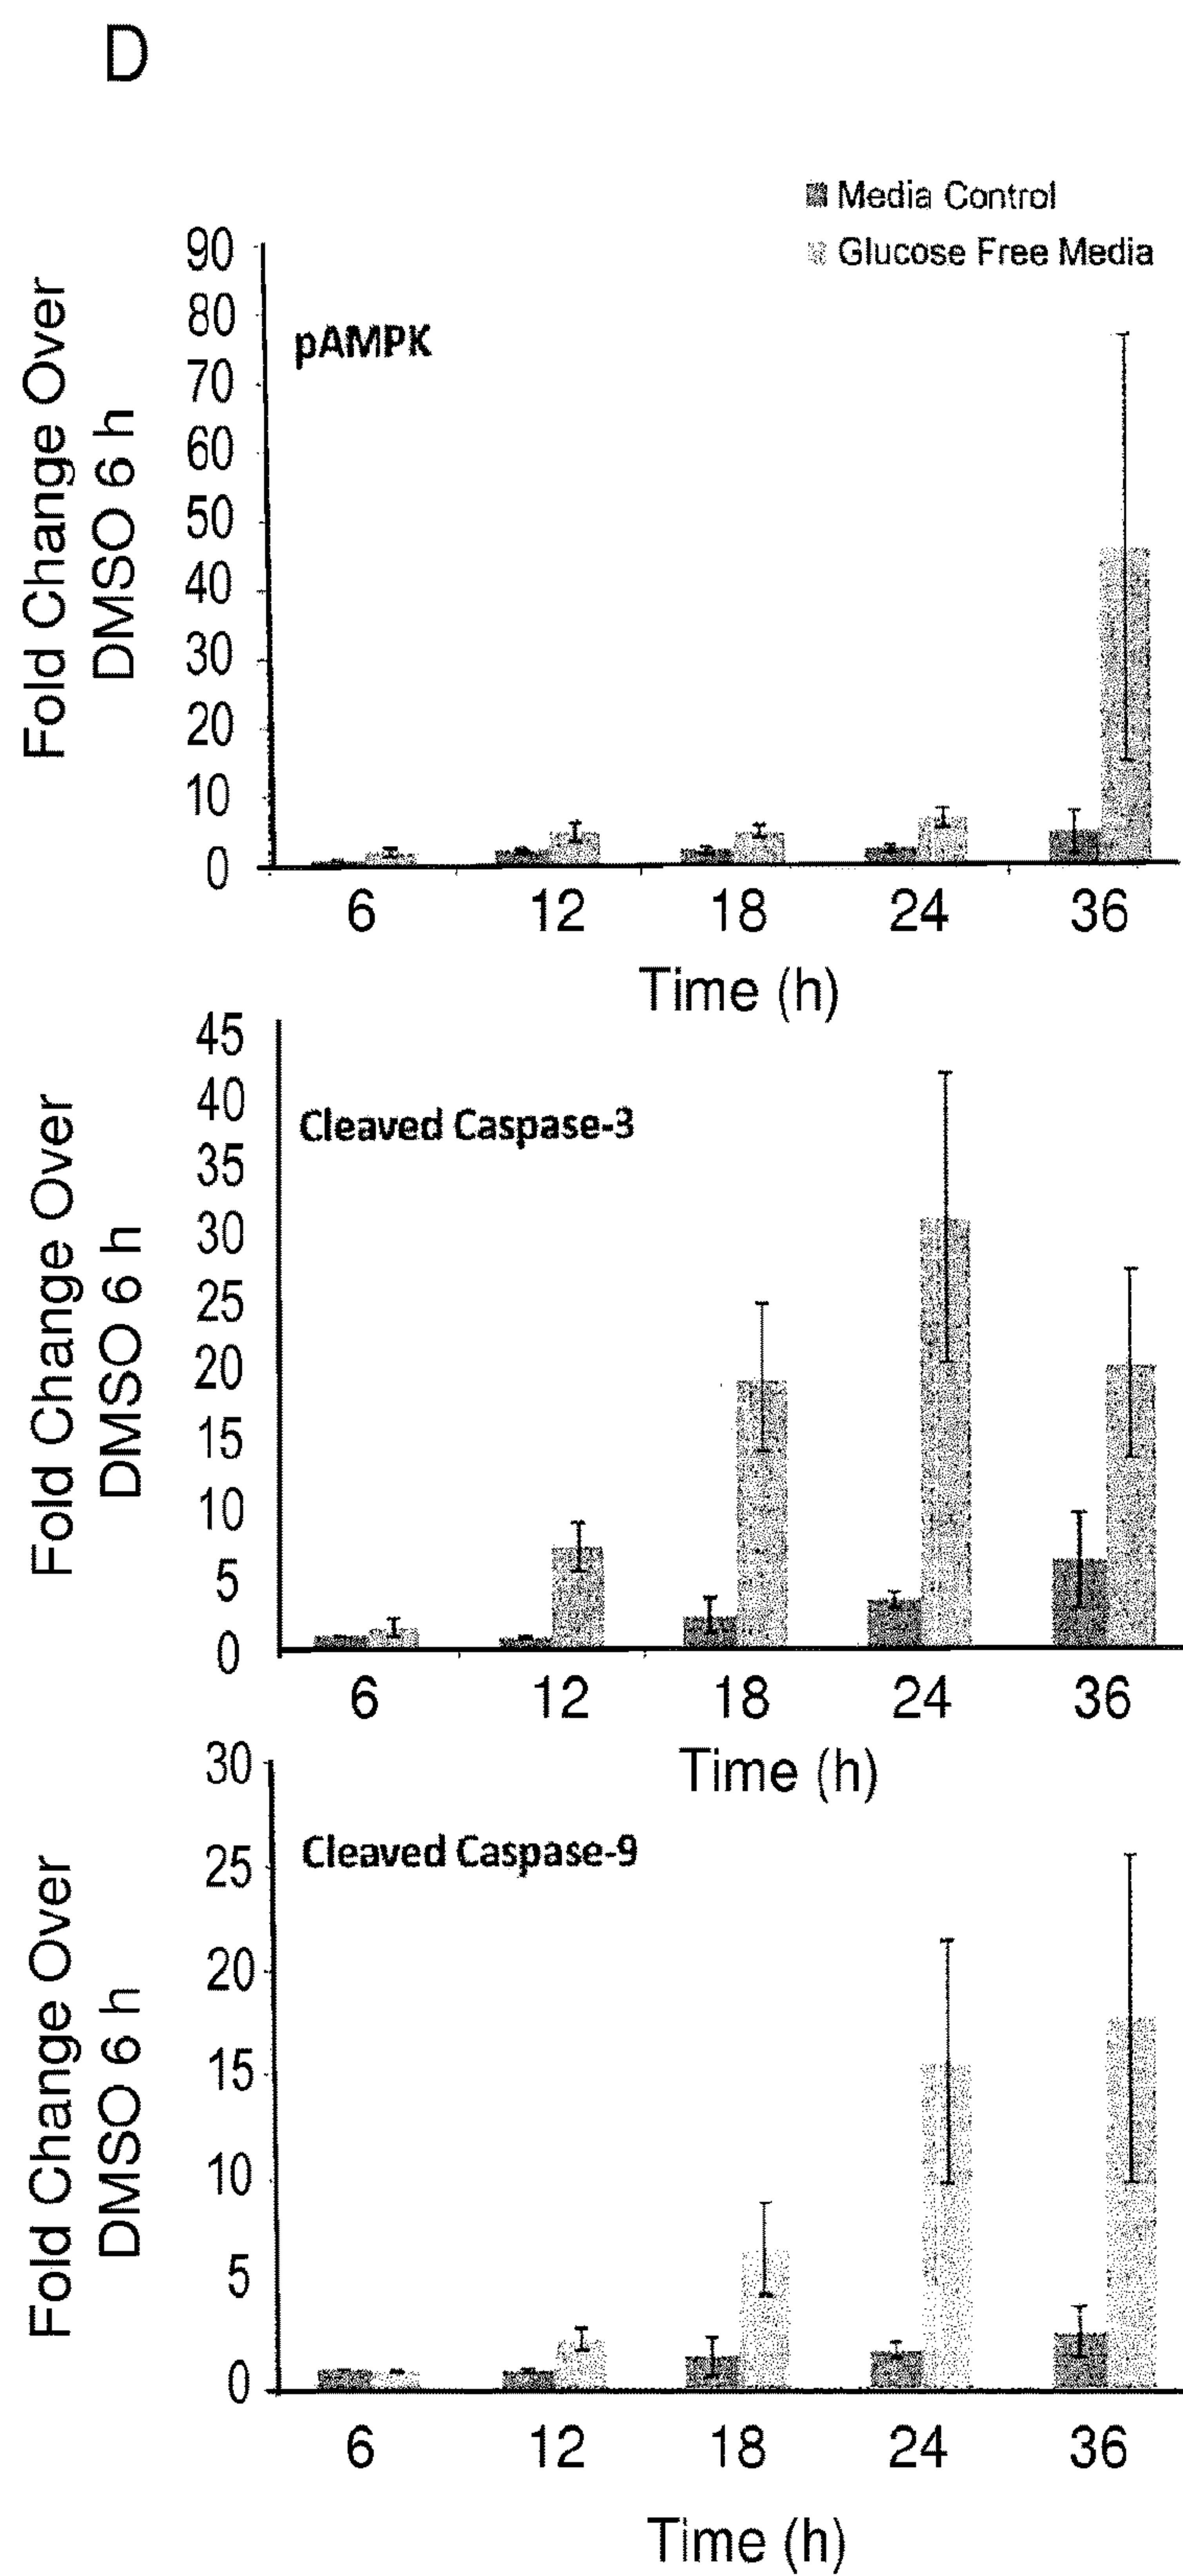 D
Media Control
Glucose Free Media
Fold Change Over
DMSO 6 h
90
80
70
60
50
40
30
20
10
0
pAMPK
6 12 18 24 36
Time (h)
Fold Change Over
DMSO 6 h
45
40
35
30
25
20
15
10
5
0
Cleaved Caspase-3
6 12 18 24 36
Time (h)
Fold Change Over
DMSO 6 h
30
25
20
15
10
5
0
Cleaved Caspase-9
6 12 18 24 36
Time (h)